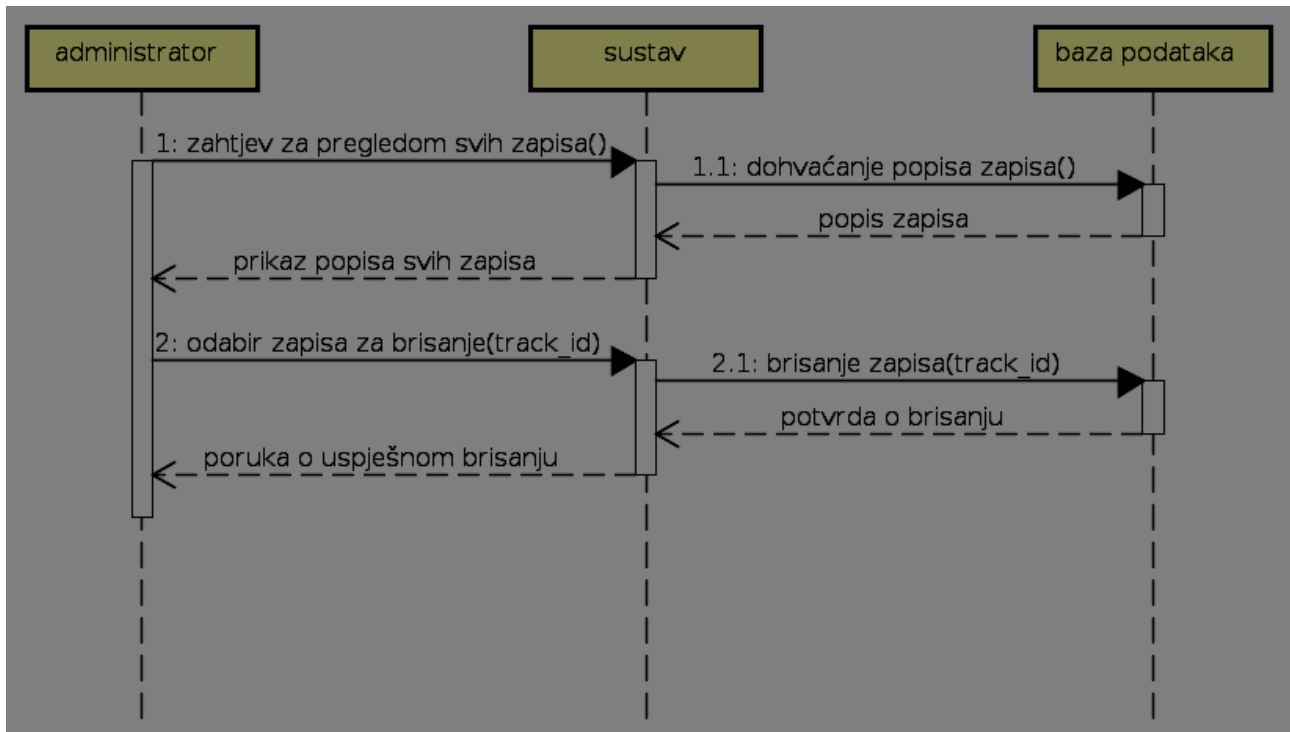 administrator
sustav
baza podataka
1: zahtjev za pregledom svih zapisa()
1.1: dohvaćanje popisa zapisa()
popis zapisa
prikaz popisa svih zapisa
2: odabir zapisa za brisanje(track_id)
2.1: brisanje zapisa(track_id)
potvrda o brisanju
poruka o uspješnom brisanju